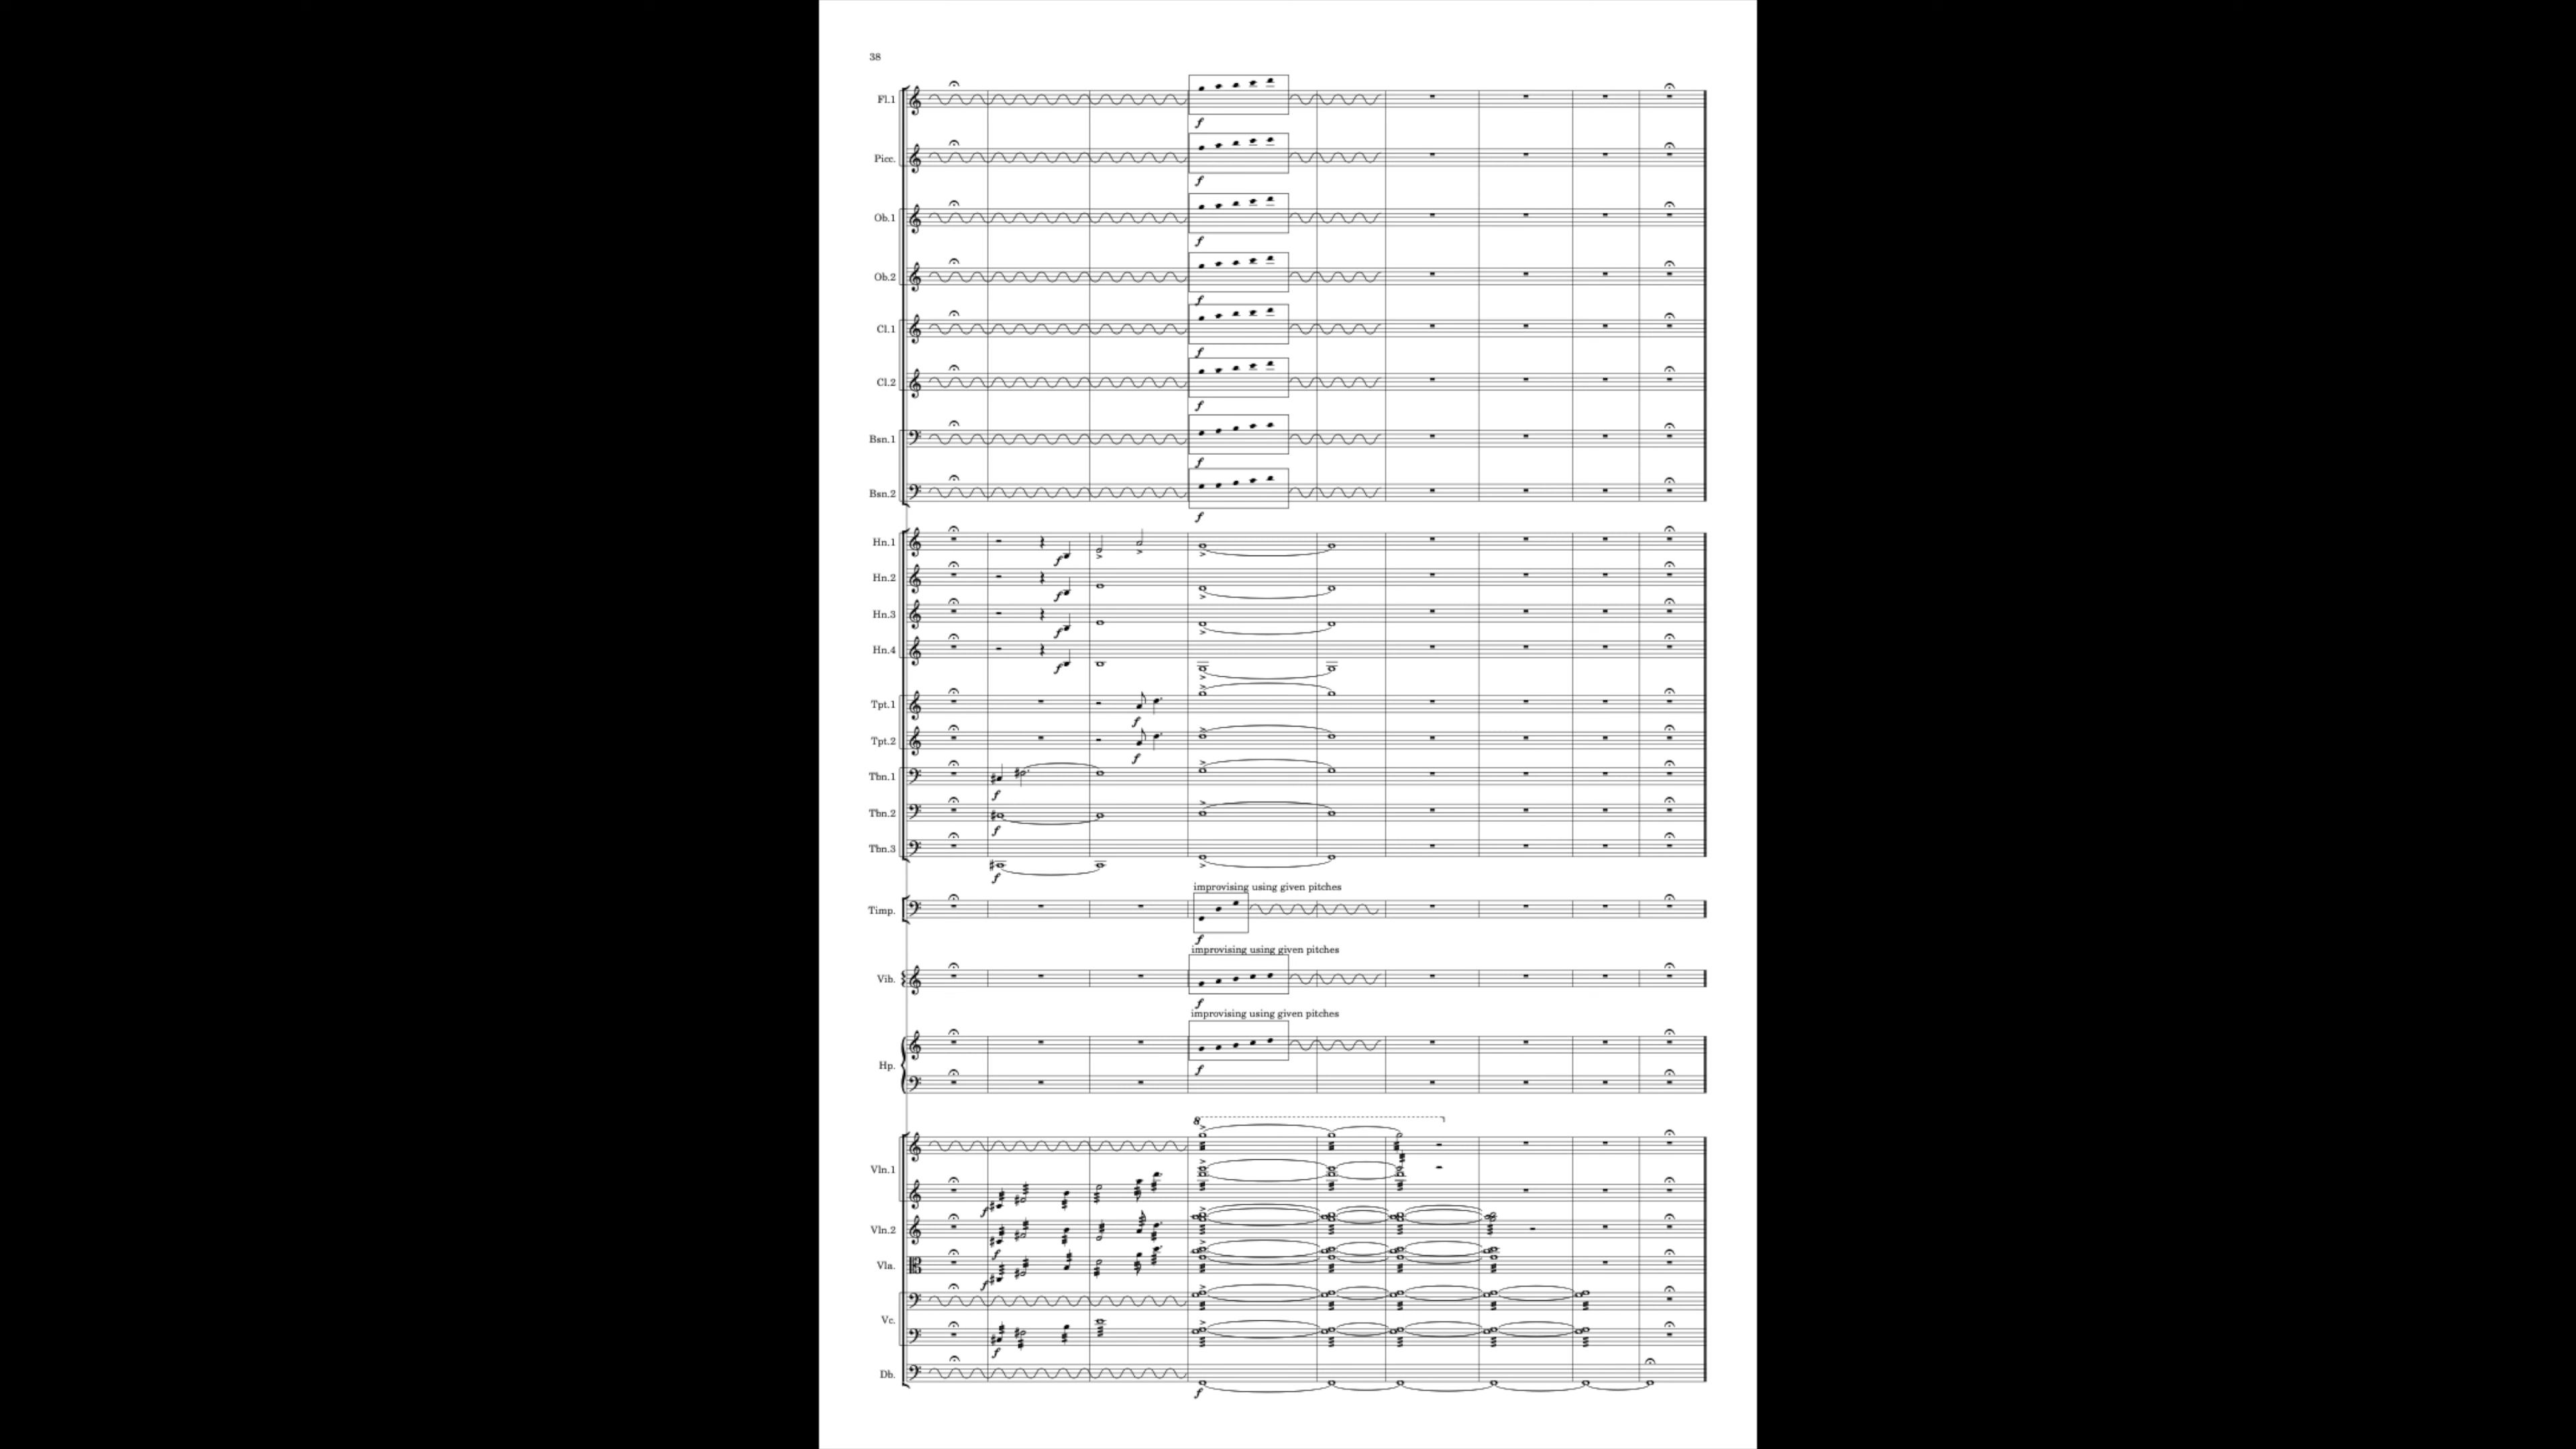 38
Fl.1
f
Picc.
f
Ob.1
f
Ob.2
f
Cl.1
f
Cl.2
f
Bsn.1
f
Bsn.2
f
Hn.1
f
Hn.2
f
Hn.3
f
Hn.4
f
Tpt.1
f
Tpt.2
f
Tbn.1
f
Tbn.2
f
Tbn.3
f
improvising using given pitches
Timp.
f
improvising using given pitches
Vib.
f
improvising using given pitches
Hp.
f
8
Vln.1
f
Vln.2
f
Vla.
f
Vc.
f
Db.
f